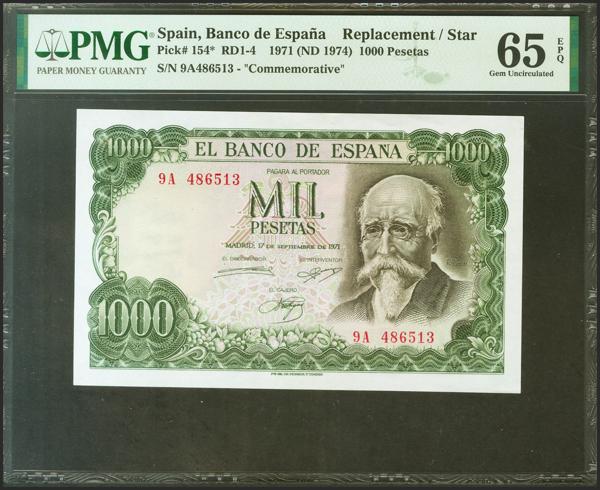 PMG
PAPER MONEY GUARANTY
Spain, Banco de España Replacement / Star
Pick# 154* RD1-4 1971 (ND 1974) 1000 Pesetas
S/N 9A486513 - "Commemorative"
65 EPQ
Gem Uncirculated
1000 EL BANCO DE ESPAÑA 1000
PAGARA AL PORTADOR
9A 486513
MIL
PESETAS
MADRID, 17 DE SEPTIEMBRE DE 1971
EL GOBERNADOR EL INTERVENTOR
EL CAJERO
1000
9A 486513